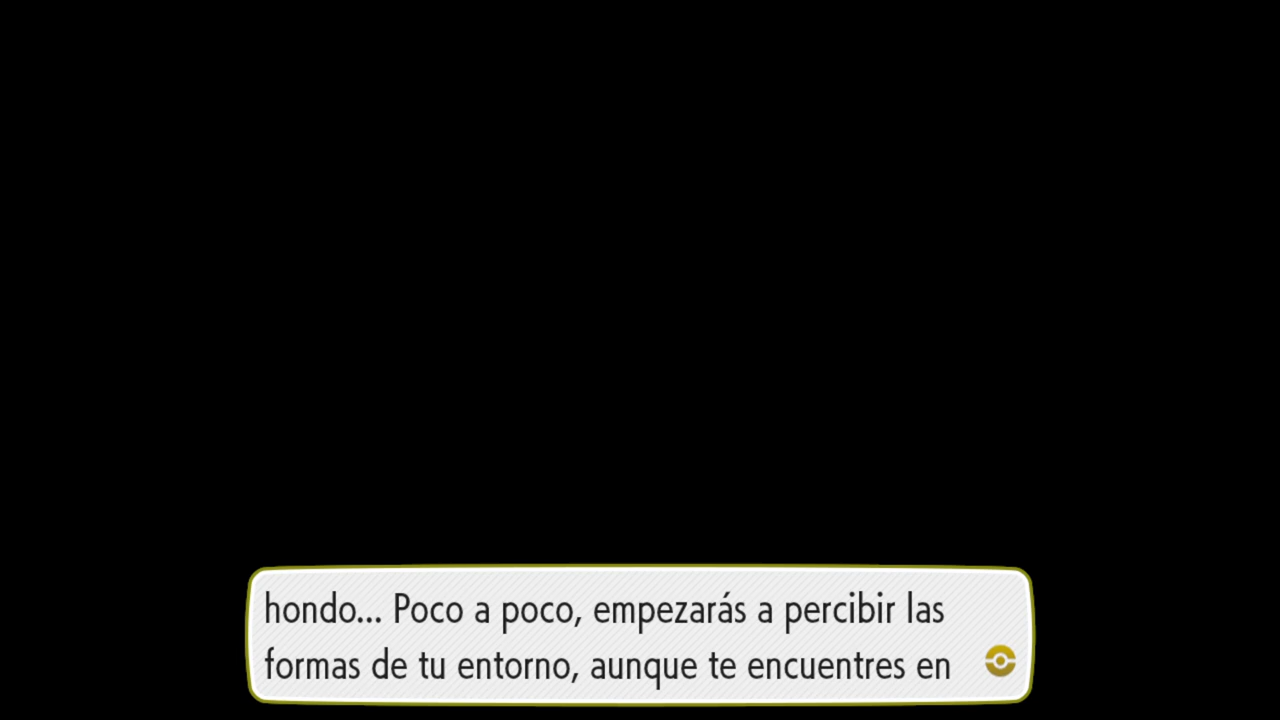 hondo... Poco a poco, empezarás a percibir las
formas de tu entorno, aunque te encuentres en